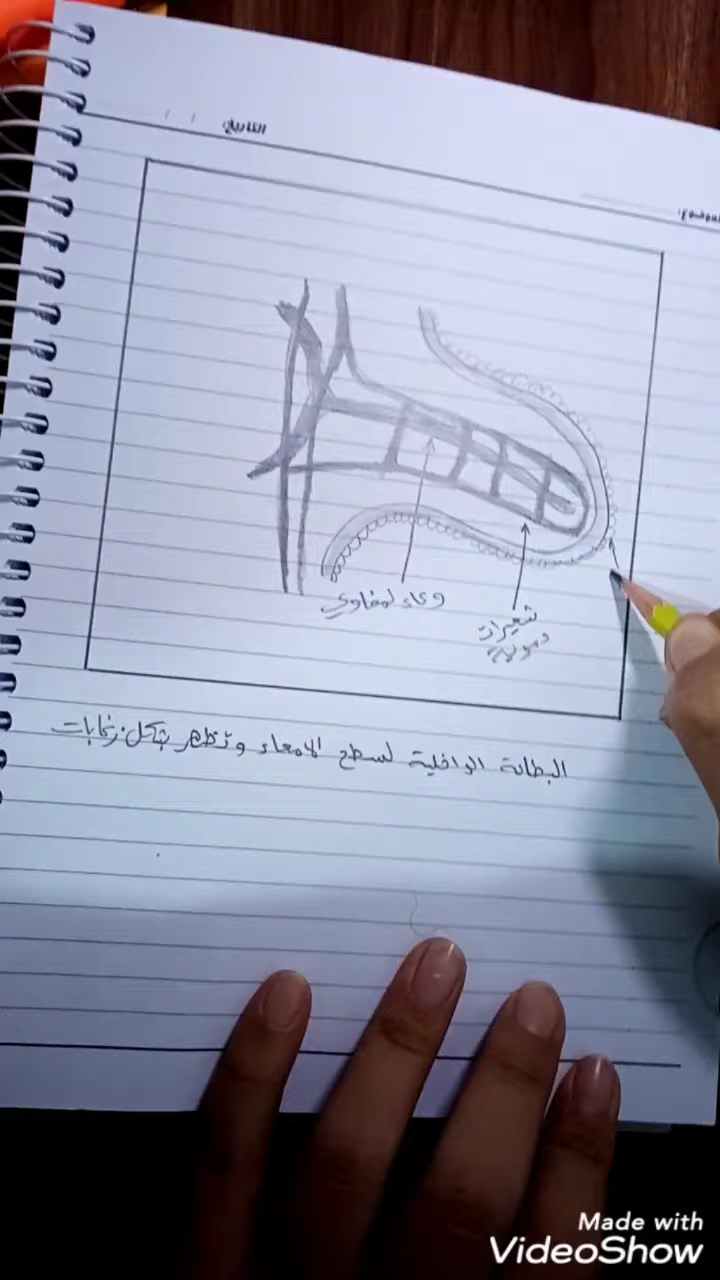 التاريخ: / /
الموضوع:
وعاء لمفاوي
شعيرات
دموية
البطانة الداخلية لسطح الامعاء وتظهر بشكل زغابات
Made with
VideoShow